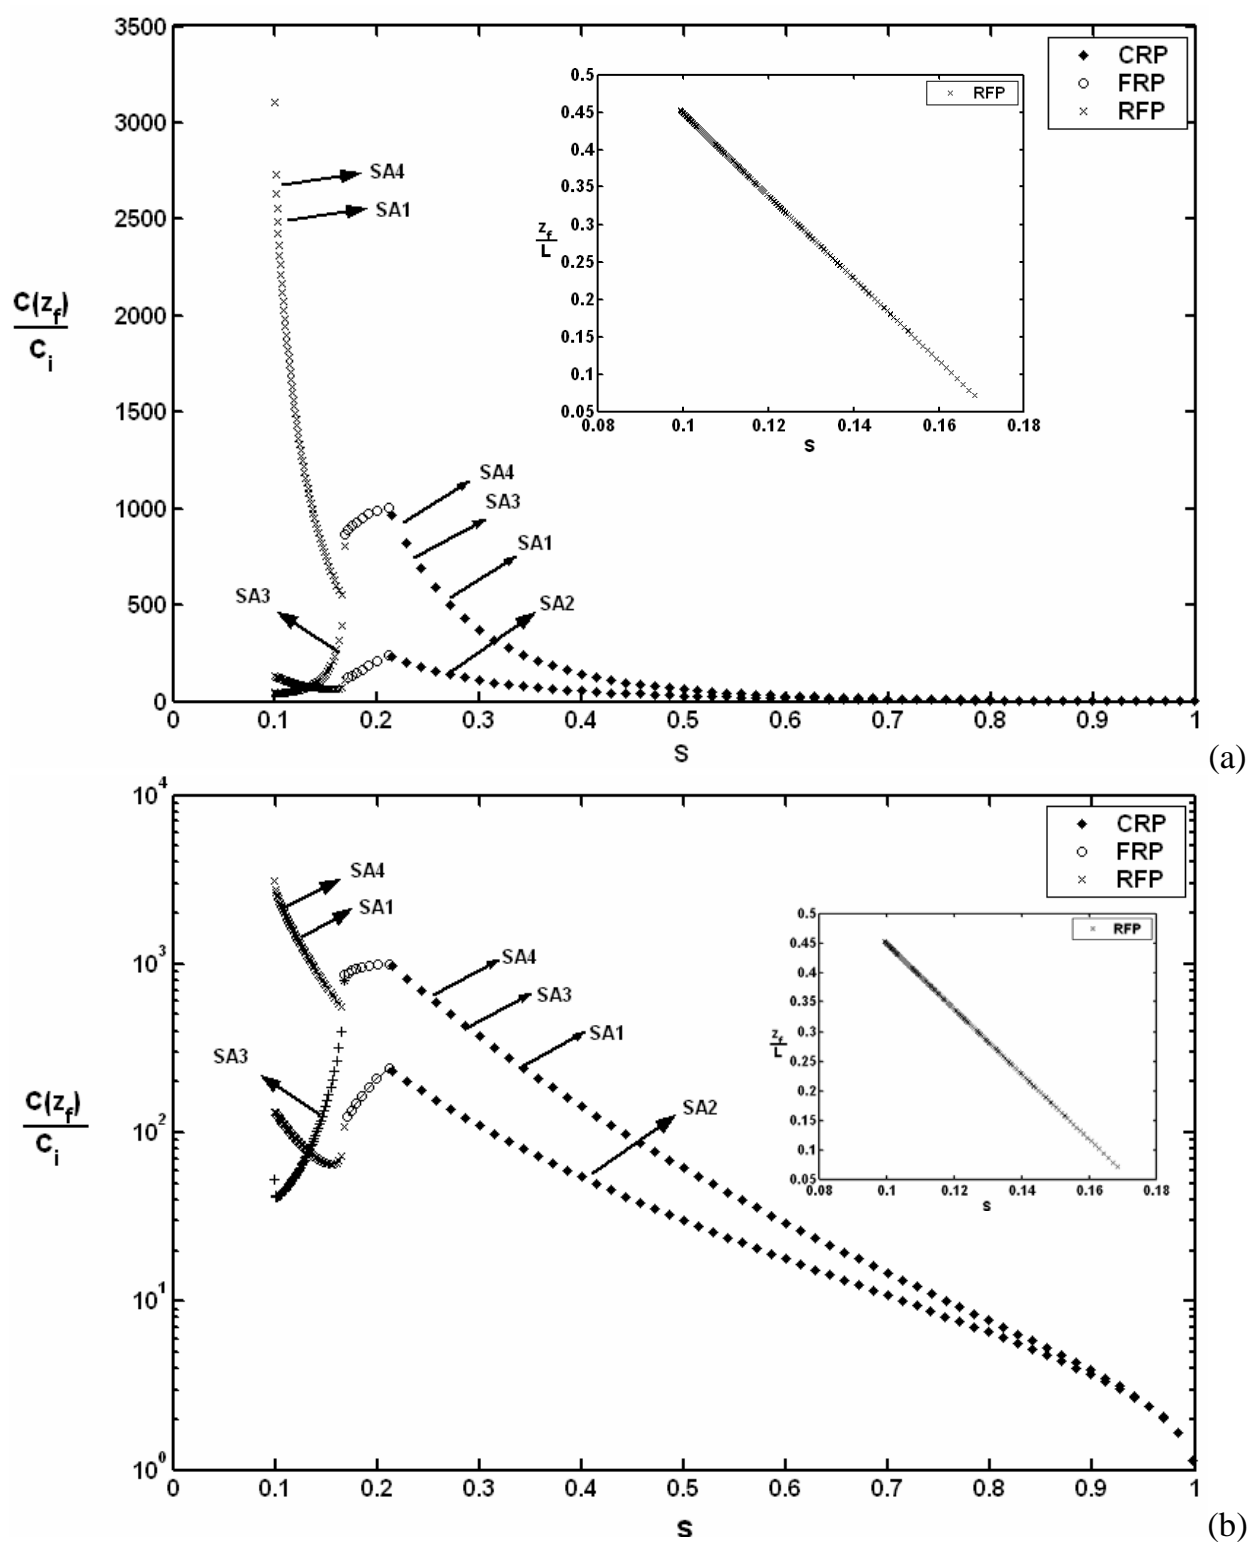 3500
3000
2500
2000
1500
1000
500
0
C(z_f)
C_i
0 0.1 0.2 0.3 0.4 0.5 0.6 0.7 0.8 0.9 1
S
CRP
FRP
RFP
SA4
SA1
SA4
SA3
SA1
SA2
SA3
0.5
0.45
0.4
0.35
0.3
0.25
0.2
0.15
0.1
0.05
z_f
L
0.08 0.1 0.12 0.14 0.16 0.18
S
RFP
(a)
10^4
10^3
10^2
10^1
10^0
C(z_f)
C_i
0 0.1 0.2 0.3 0.4 0.5 0.6 0.7 0.8 0.9 1
S
CRP
FRP
RFP
SA4
SA1
SA4
SA3
SA1
SA3
SA2
0.5
0.45
0.4
0.35
0.3
0.25
0.2
0.15
0.1
0.05
z_f
L
0.08 0.1 0.12 0.14 0.16 0.18
S
RFP
(b)